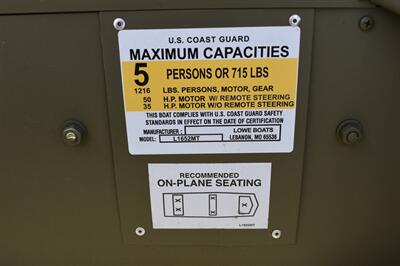 U.S. COAST GUARD
MAXIMUM CAPACITIES
5 PERSONS OR 715 LBS
1216 LBS. PERSONS, MOTOR, GEAR
50 H.P. MOTOR W/ REMOTE STEERING
35 H.P. MOTOR W/O REMOTE STEERING
THIS BOAT COMPLIES WITH U.S. COAST GUARD SAFETY
STANDARDS IN EFFECT ON THE DATE OF CERTIFICATION
MANUFACTURER: LOWE BOATS
MODEL: L1652MT LEBANON, MO 65536
RECOMMENDED
ON-PLANE SEATING
X X X X
L1652MT